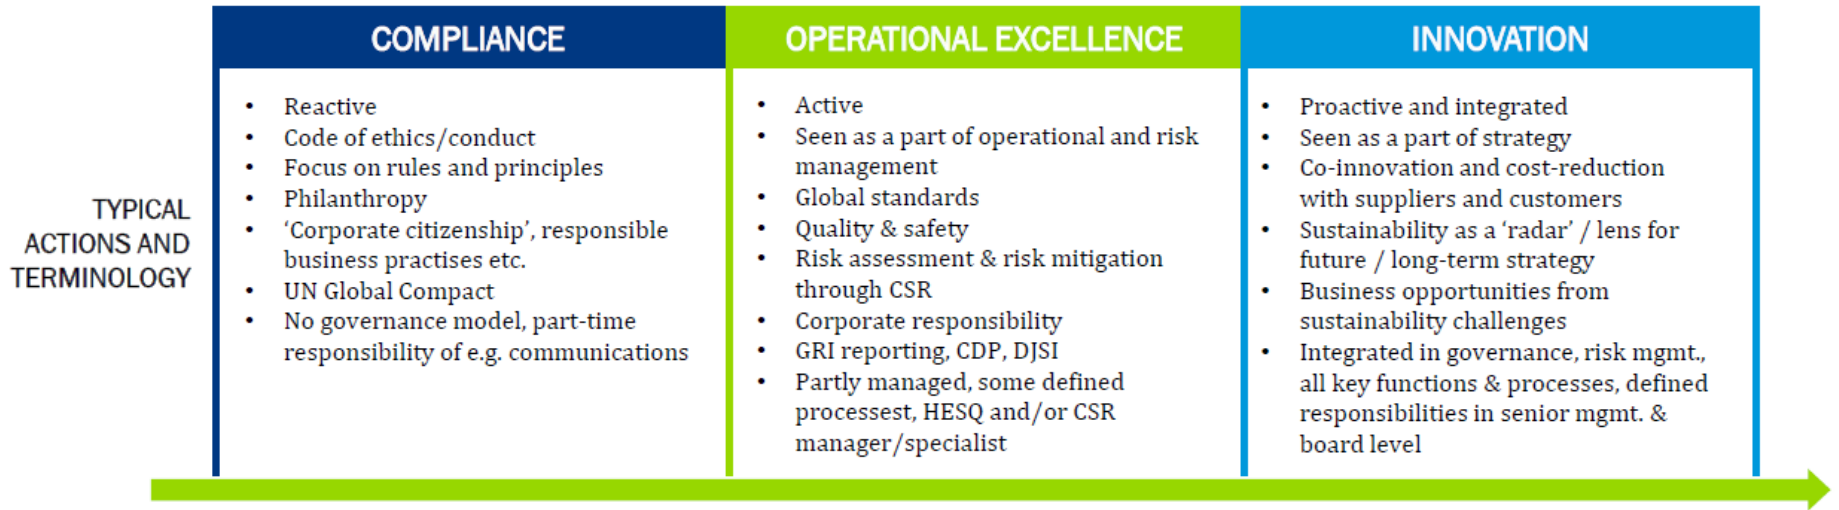 COMPLIANCE
OPERATIONAL EXCELLENCE
INNOVATION
TYPICAL
ACTIONS AND
TERMINOLOGY
• Reactive
• Code of ethics/conduct
• Focus on rules and principles
• Philanthropy
• ‘Corporate citizenship’, responsible
business practises etc.
• UN Global Compact
• No governance model, part-time
responsibility of e.g. communications
• Active
• Seen as a part of operational and risk
management
• Global standards
• Quality & safety
• Risk assessment & risk mitigation
through CSR
• Corporate responsibility
• GRI reporting, CDP, DJSI
• Partly managed, some defined
processest, HESQ and/or CSR
manager/specialist
• Proactive and integrated
• Seen as a part of strategy
• Co-innovation and cost-reduction
with suppliers and customers
• Sustainability as a ‘radar’ / lens for
future / long-term strategy
• Business opportunities from
sustainability challenges
• Integrated in governance, risk mgmt.,
all key functions & processes, defined
responsibilities in senior mgmt. &
board level